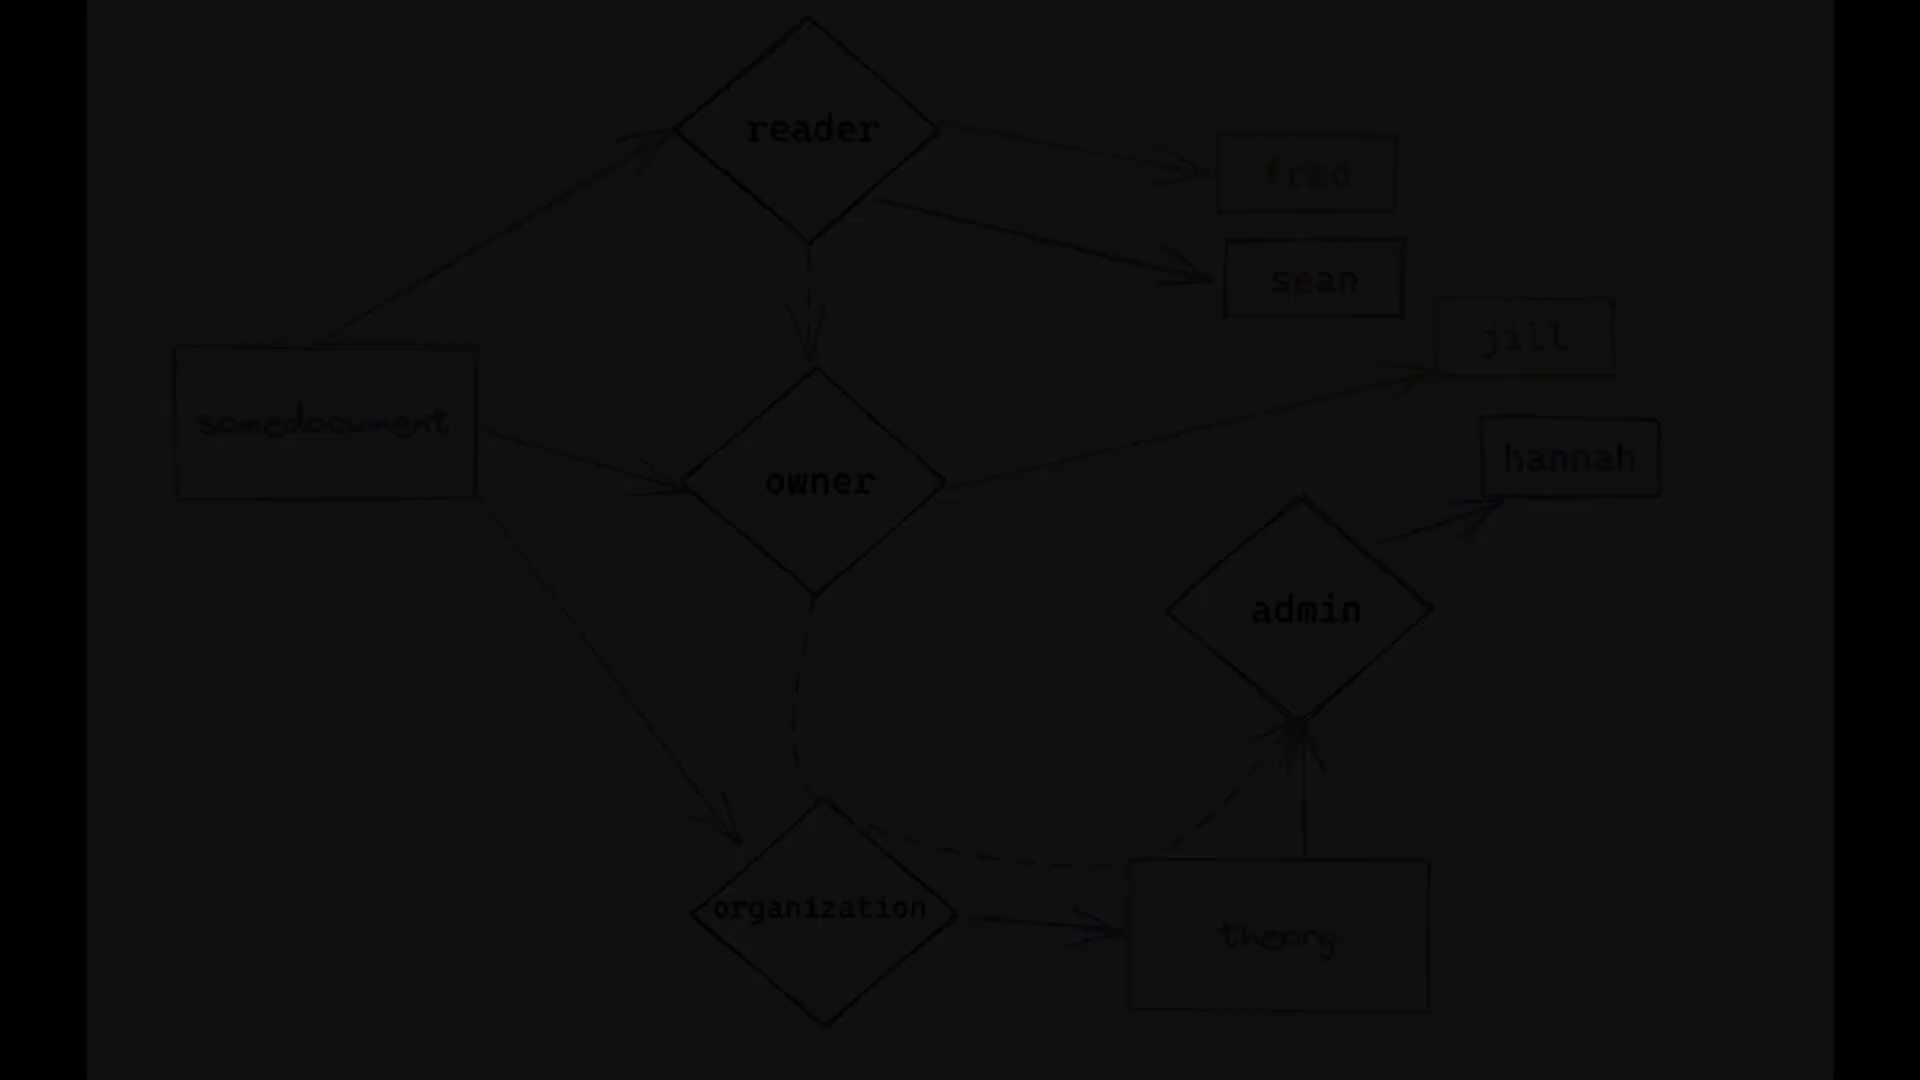 reader
fred
sean
jill
somedocument
hannah
owner
admin
organization
theory